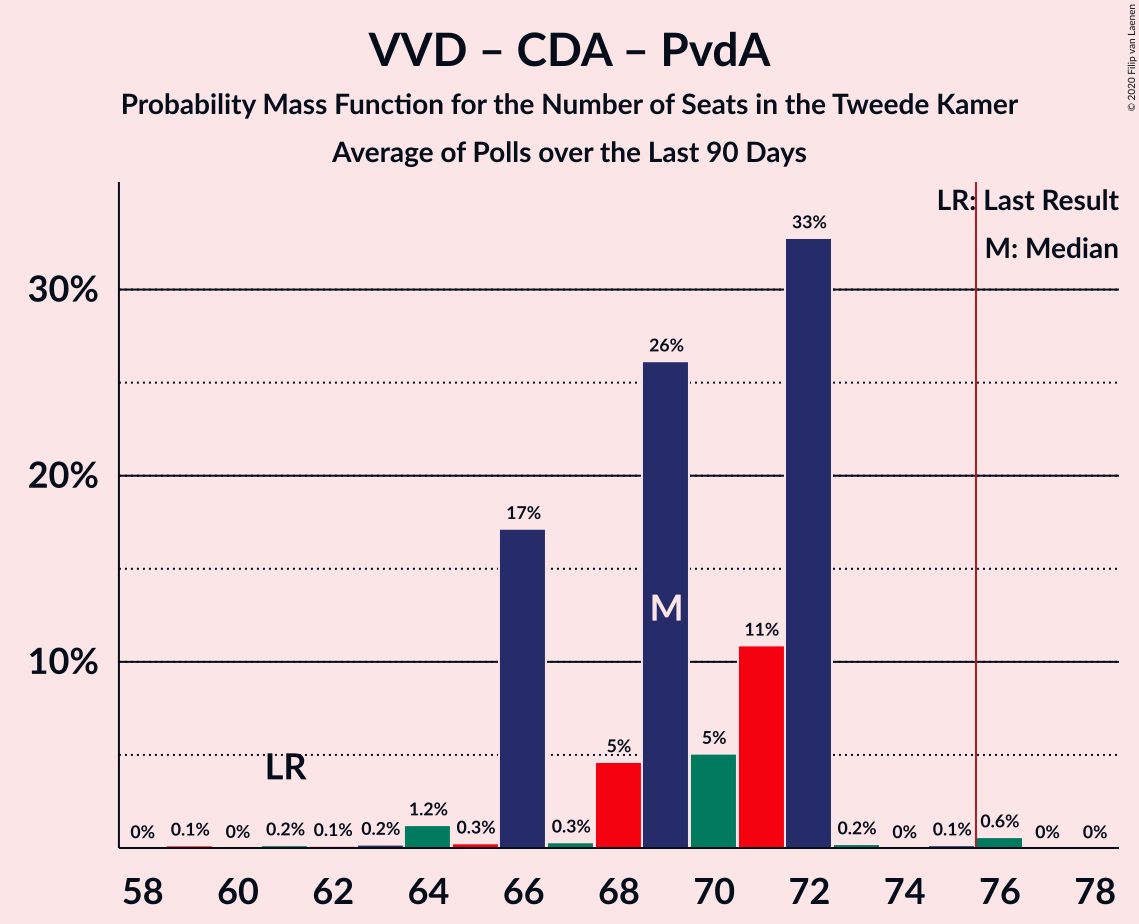 VVD – CDA – PvdA
Probability Mass Function for the Number of Seats in the Tweede Kamer
Average of Polls over the Last 90 Days
© 2020 Filip van Laenen
LR: Last Result
M: Median
30%
20%
10%
0%
0.1%
0%
0.2%
0.1%
0.2%
1.2%
0.3%
17%
0.3%
5%
26%
5%
11%
33%
0.2%
0%
0.1%
0.6%
0%
0%
LR
M
58 60 62 64 66 68 70 72 74 76 78